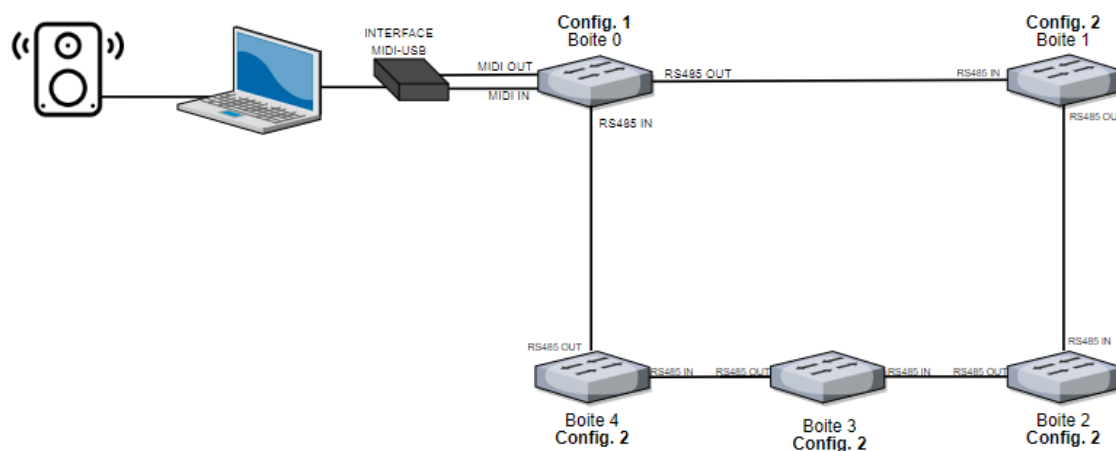 Config. 1
Boite 0
Config. 2
Boite 1
INTERFACE
MIDI-USB
MIDI OUT
MIDI IN
RS485 OUT
RS485 IN
RS485 IN
RS485 OU
RS485 OUT
RS485 IN
RS485 IN
RS485 OUT
RS485 IN
RS485 OUT
Boite 4
Config. 2
Boite 3
Config. 2
Boite 2
Config. 2